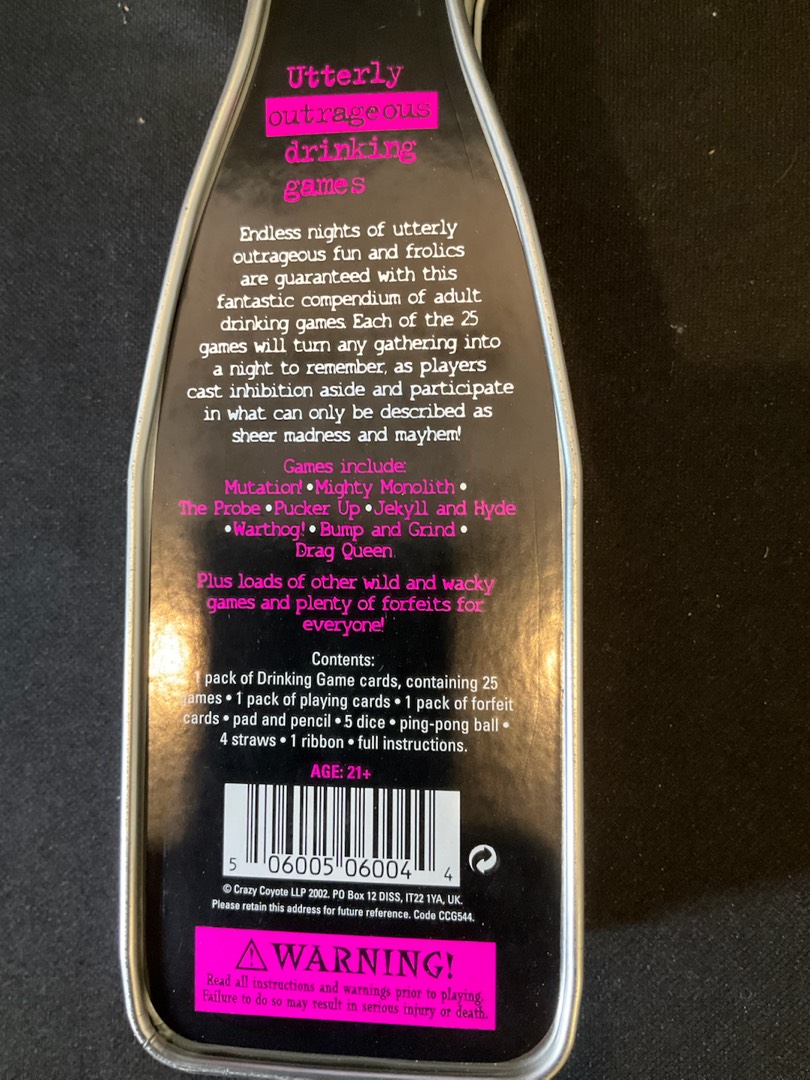 Utterly
outrageous
drinking
games
Endless nights of utterly
outrageous fun and frolics
are guaranteed with this
fantastic compendium of adult
drinking games. Each of the 25
games will turn any gathering into
a night to remember, as players
cast inhibition aside and participate
in what can only be described as
sheer madness and mayhem!
Games include:
Mutation! • Mighty Monolith •
The Probe • Pucker Up • Jekyll and Hyde
• Warthog! • Bump and Grind •
Drag Queen.
Plus loads of other wild and wacky
games and plenty of forfeits for
everyone!
Contents:
1 pack of Drinking Game cards, containing 25
games • 1 pack of playing cards • 1 pack of forfeit
cards • pad and pencil • 5 dice • ping-pong ball •
4 straws • 1 ribbon • full instructions.
AGE: 21+
5 06005 06004 4
© Crazy Coyote LLP 2002. PO Box 12 DISS, IT22 1YA, UK.
Please retain this address for future reference. Code CCG544.
WARNING!
Read all instructions and warnings prior to playing.
Failure to do so may result in serious injury or death.